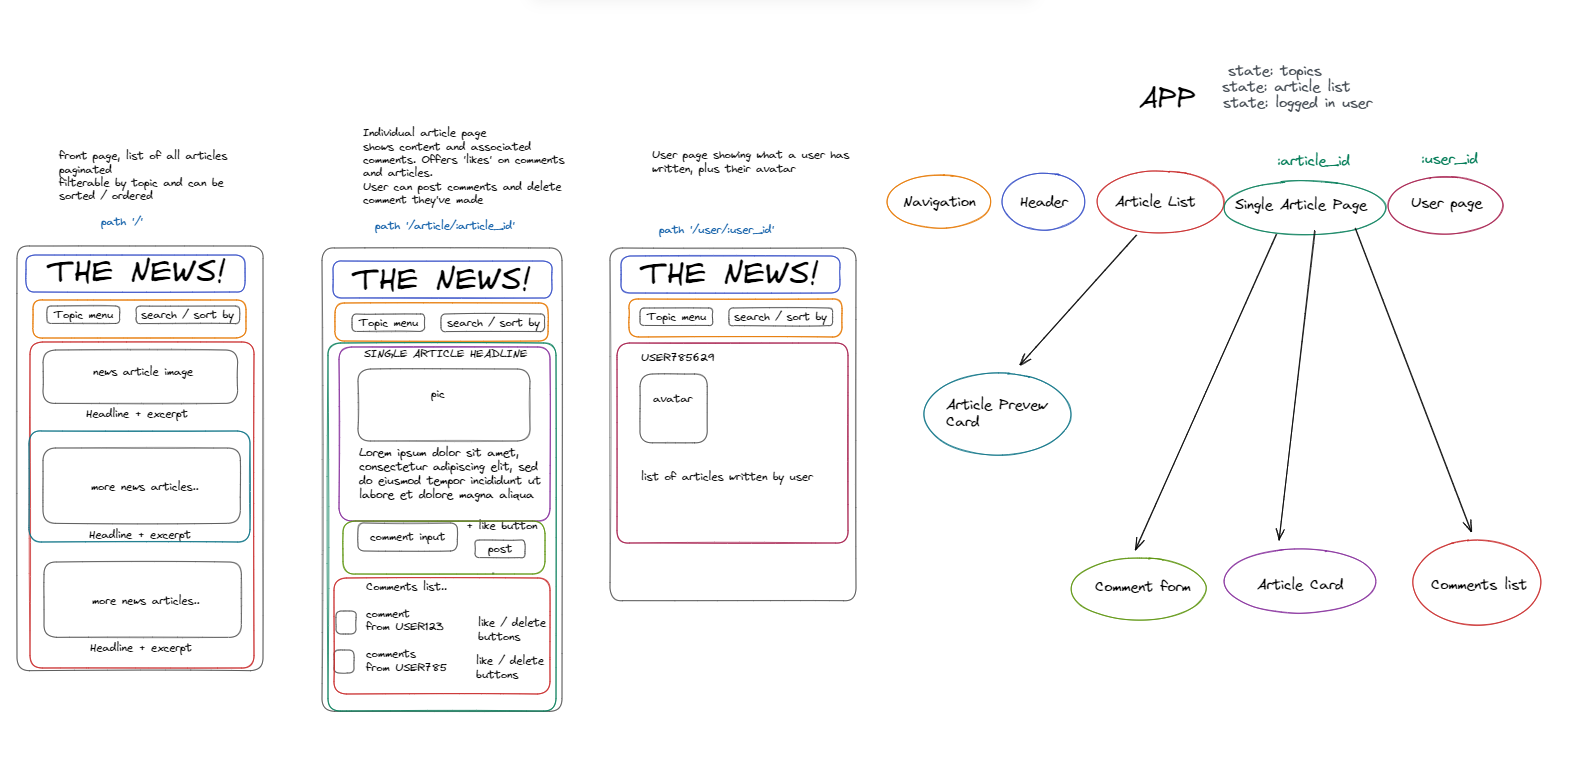 front page, list of all articles
paginated
filterable by topic and can be
sorted / ordered
path '/'
THE NEWS!
Topic menu
search / sort by
news article image
Headline + excerpt
more news articles..
Headline + excerpt
more news articles..
Headline + excerpt
Individual article page
shows content and associated
comments. Offers 'likes' on comments
and articles.
User can post comments and delete
comment they've made
path '/article/:article_id'
THE NEWS!
Topic menu
search / sort by
SINGLE ARTICLE HEADLINE
pic
Lorem ipsum dolor sit amet,
consectetur adipiscing elit, sed
do eiusmod tempor incididunt ut
labore et dolore magna aliqua
+ like button
comment input
post
Comments list..
comment
from USER123
like / delete
buttons
comments
from USER785
like / delete
buttons
User page showing what a user has
written, plus their avatar
path '/user/:user_id'
THE NEWS!
Topic menu
search / sort by
USER785629
avatar
list of articles written by user
APP
state: topics
state: article list
state: logged in user
:article_id
:user_id
Navigation
Header
Article List
Single Article Page
User page
Article Prevew
Card
Comment form
Article Card
Comments list